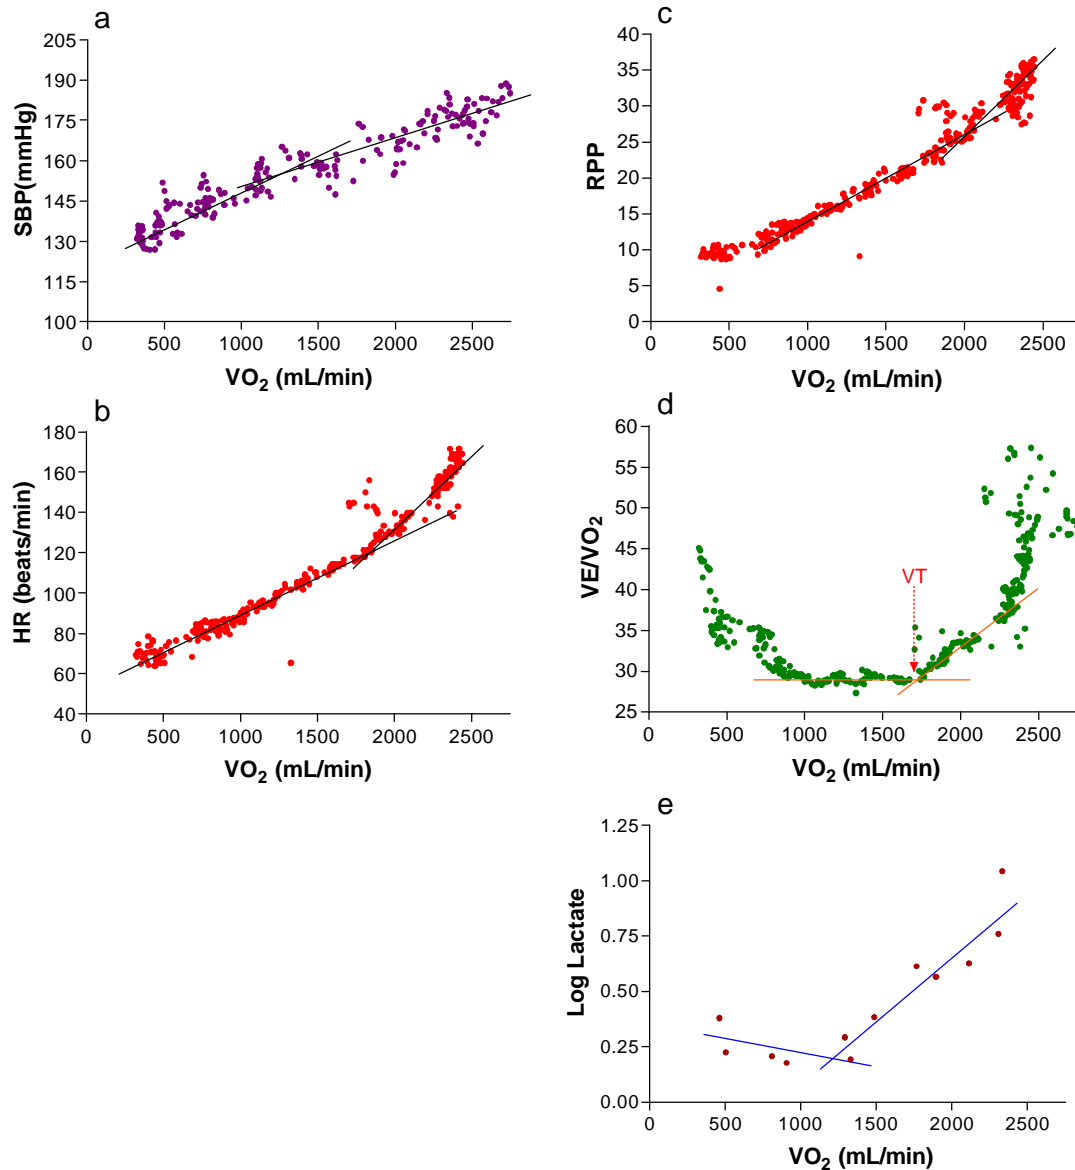 a
205
190
175
160
145
130
115
100
SBP(mmHg)
0 500 1000 1500 2000 2500
VO2 (mL/min)
c
40
35
30
25
20
15
10
5
0
RPP
0 500 1000 1500 2000 2500
VO2 (mL/min)
b
180
160
140
120
100
80
60
40
HR (beats/min)
0 500 1000 1500 2000 2500
VO2 (mL/min)
d
60
55
50
45
40
35
30
25
VE/VO2
VT
0 500 1000 1500 2000 2500
VO2 (mL/min)
e
1.25
1.00
0.75
0.50
0.25
0.00
Log Lactate
0 500 1000 1500 2000 2500
VO2 (mL/min)